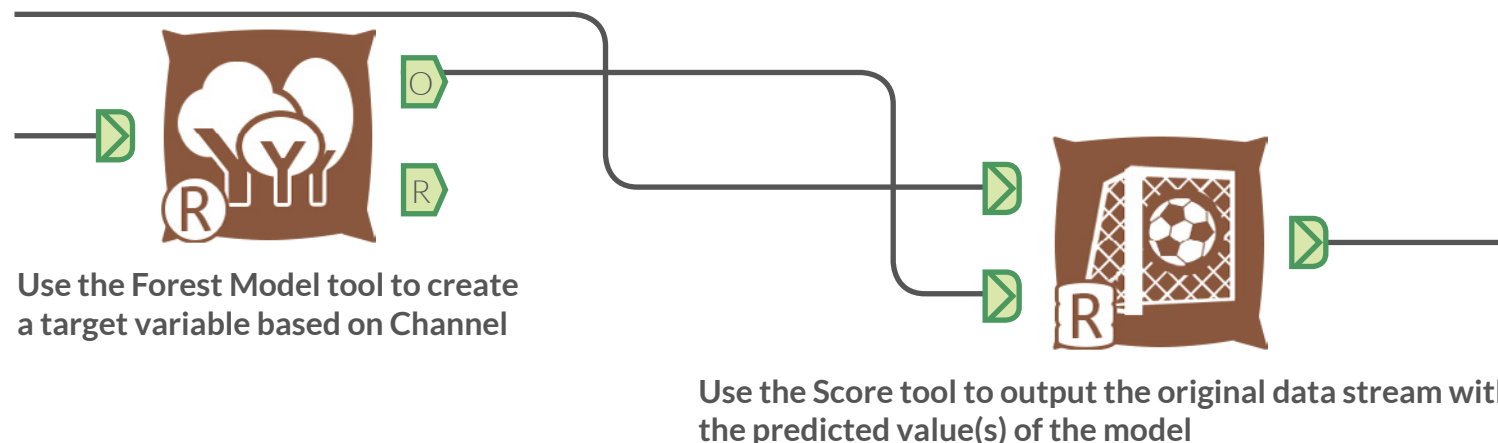 O
R
R
Use the Forest Model tool to create
a target variable based on Channel
R
Use the Score tool to output the original data stream
the predicted value(s) of the model